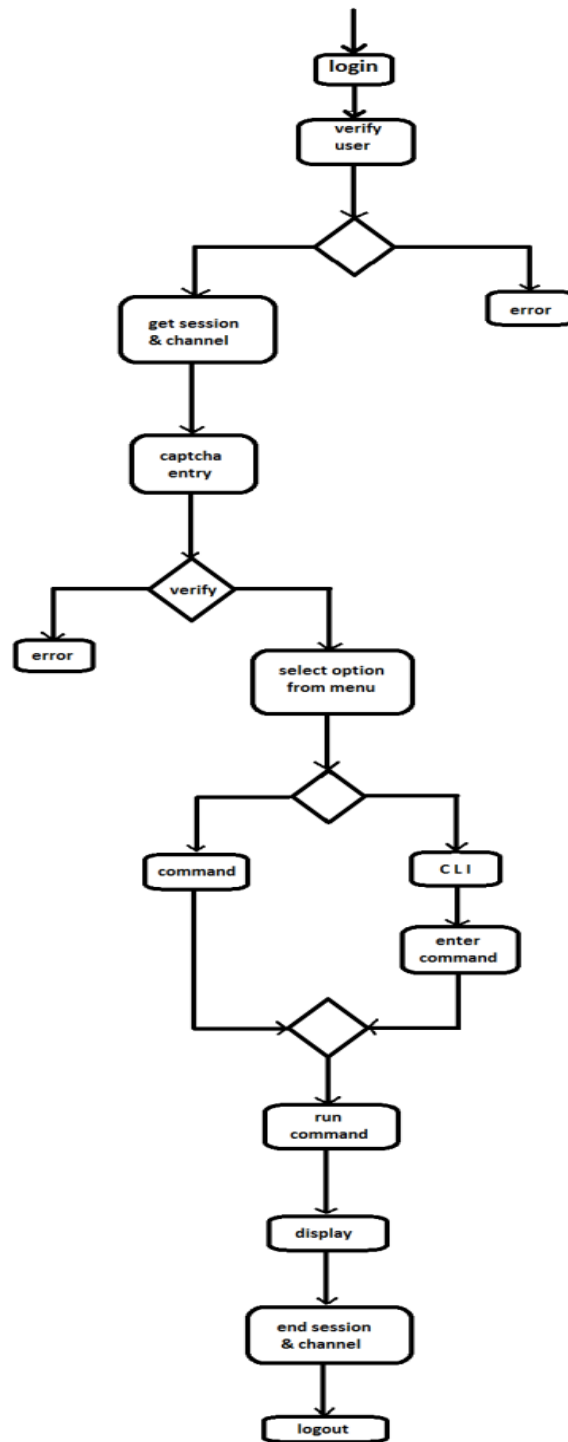 login
verify
user
error
get session
& channel
captcha
entry
verify
error
select option
from menu
command
C L I
enter
command
run
command
display
end session
& channel
logout